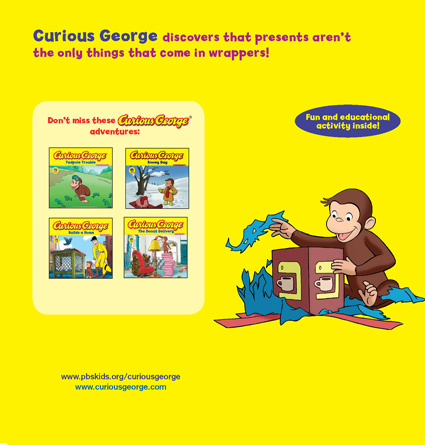 Curious George discovers that presents aren't
the only things that come in wrappers!
Don't miss these Curious George®
adventures:
Fun and educational
activity inside!
Curious George
Tadpole Trouble
Curious George
Snowy Day
Curious George
Builds a Home
Curious George
The Donut Delivery
www.pbskids.org/curiousgeorge
www.curiousgeorge.com